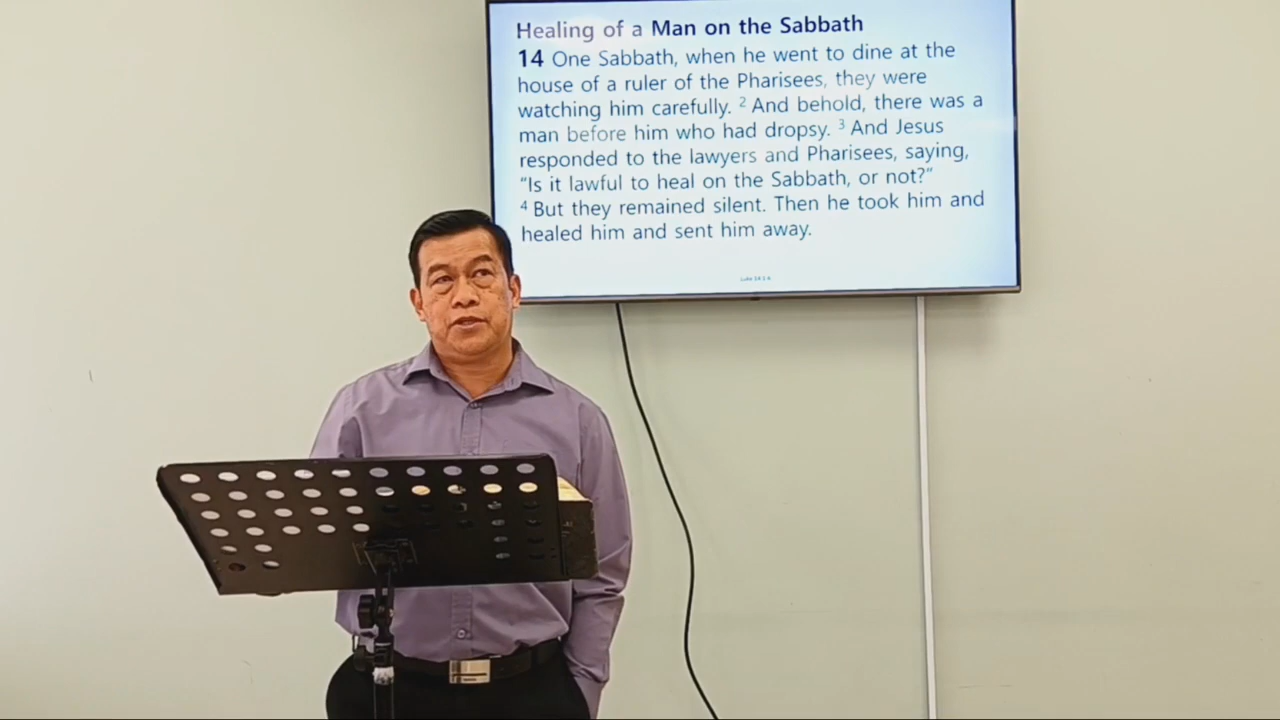 Healing of a Man on the Sabbath
14 One Sabbath, when he went to dine at the
house of a ruler of the Pharisees, they were
watching him carefully. 2 And behold, there was a
man before him who had dropsy. 3 And Jesus
responded to the lawyers and Pharisees, saying,
“Is it lawful to heal on the Sabbath, or not?”
4 But they remained silent. Then he took him and
healed him and sent him away.